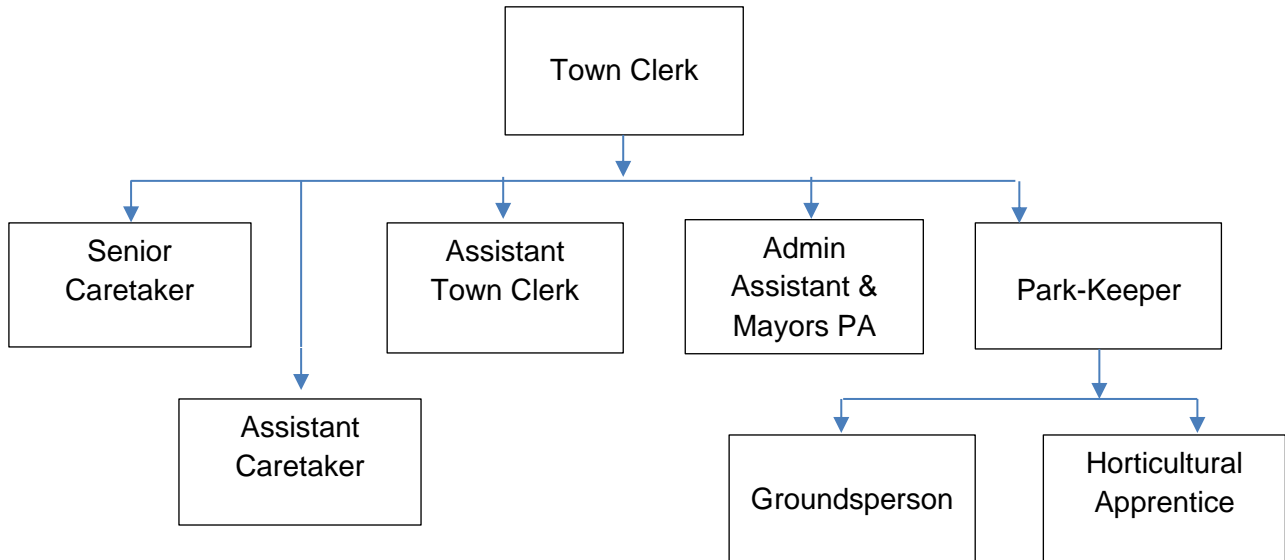 Town Clerk
Senior
Caretaker
Assistant
Town Clerk
Admin
Assistant &
Mayors PA
Park-Keeper
Assistant
Caretaker
Groundsperson
Horticultural
Apprentice